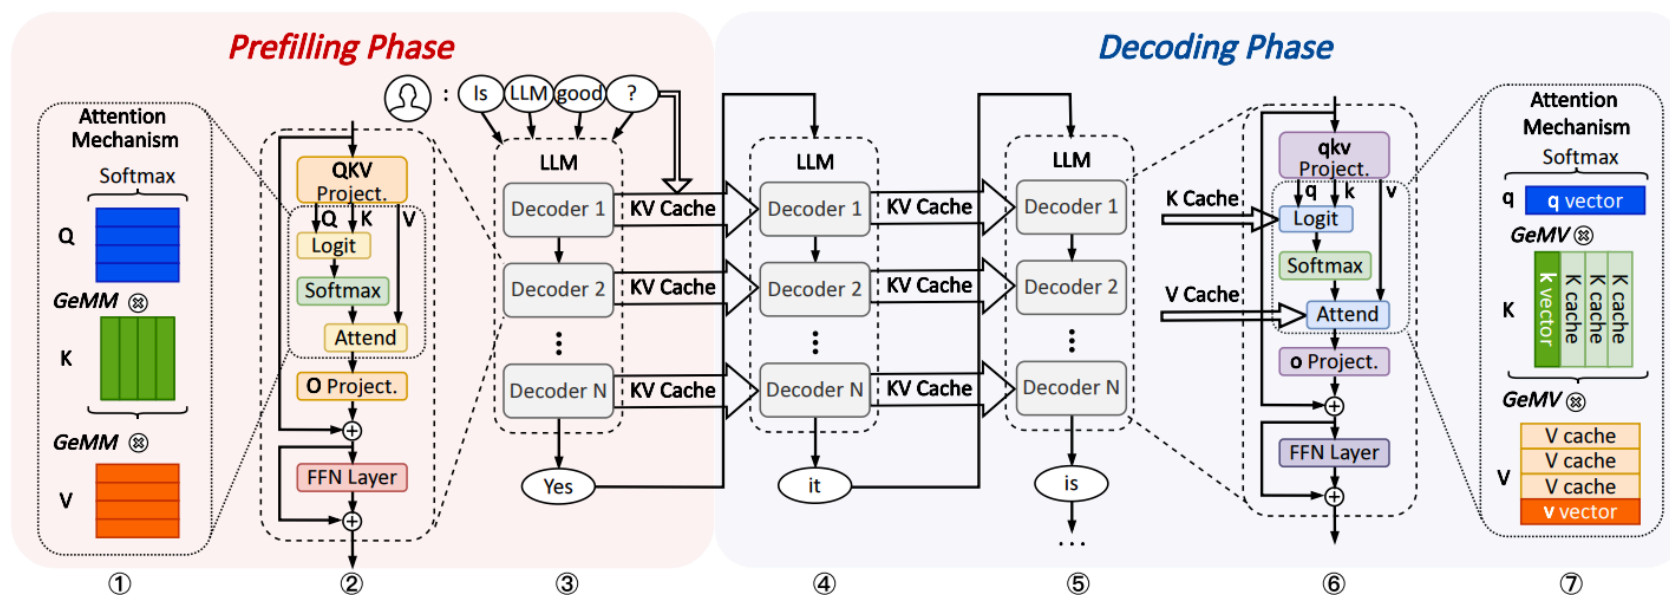 Prefilling Phase
Decoding Phase
Attention
Mechanism
Softmax
Q
GeMM ⊗
K
GeMM ⊗
V
①
QKV
Project.
Q
K
V
Logit
Softmax
Attend
O Project.
FFN Layer
②
:
Is
LLM
good
?
LLM
Decoder 1
Decoder 2
Decoder N
Yes
③
KV Cache
KV Cache
KV Cache
LLM
Decoder 1
Decoder 2
Decoder N
it
④
KV Cache
KV Cache
KV Cache
LLM
Decoder 1
Decoder 2
Decoder N
is
...
⑤
K Cache
V Cache
qkv
Project.
q
k
v
Logit
Softmax
Attend
o Project.
FFN Layer
⑥
Attention
Mechanism
Softmax
q
q vector
GeMV ⊗
K
k vector
K cache
K cache
K cache
GeMV ⊗
V
V cache
V cache
V cache
v vector
⑦